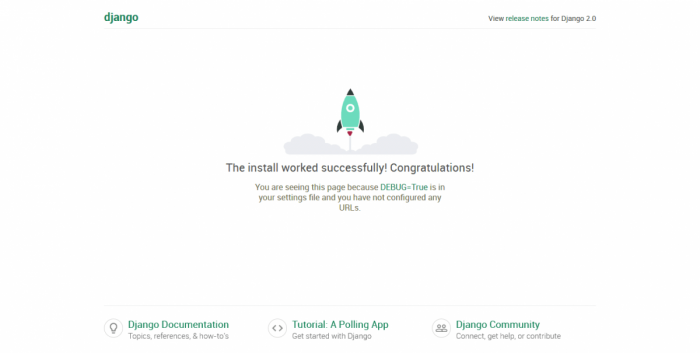 django
View release notes for Django 2.0
The install worked successfully! Congratulations!
You are seeing this page because DEBUG=True is in
your settings file and you have not configured any
URLs.
Django Documentation
Topics, references, & how-to's
Tutorial: A Polling App
Get started with Django
Django Community
Connect, get help, or contribute